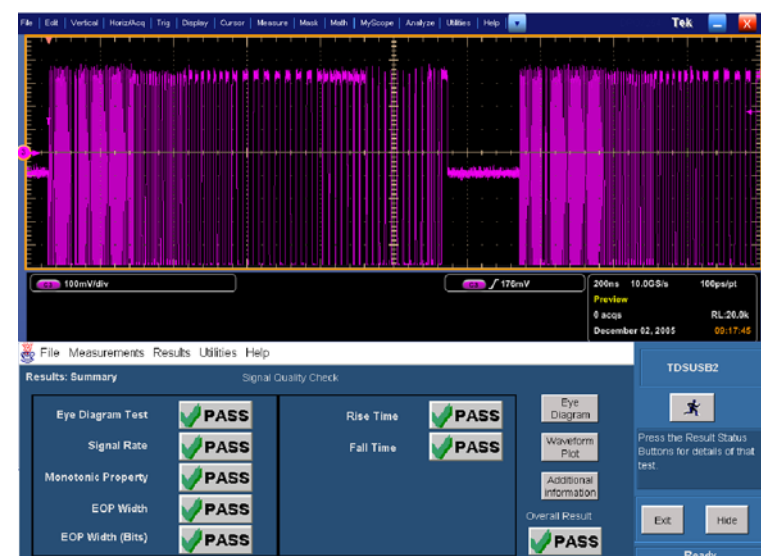 File | Edit | Vertical | Horiz/Acq | Trig | Display | Cursor | Measure | Mask | Math | MyScope | Analyze | Utilities | Help
Tek
100mV/div
176mV
200ns 10.0GS/s 100ps/pt
Preview
0 acqs RL:20.0k
December 02, 2005 09:17:45
File Measurements Results Utilities Help
TDSUSB2
Results: Summary Signal Quality Check
Eye Diagram Test PASS
Rise Time PASS
Eye Diagram
Signal Rate PASS
Fall Time PASS
Waveform Plot
Press the Result Status
Buttons for details of that
test.
Monotonic Property PASS
Additional Information
EOP Width PASS
Overall Result
Exit Hide
EOP Width (Bits) PASS
PASS
Ready